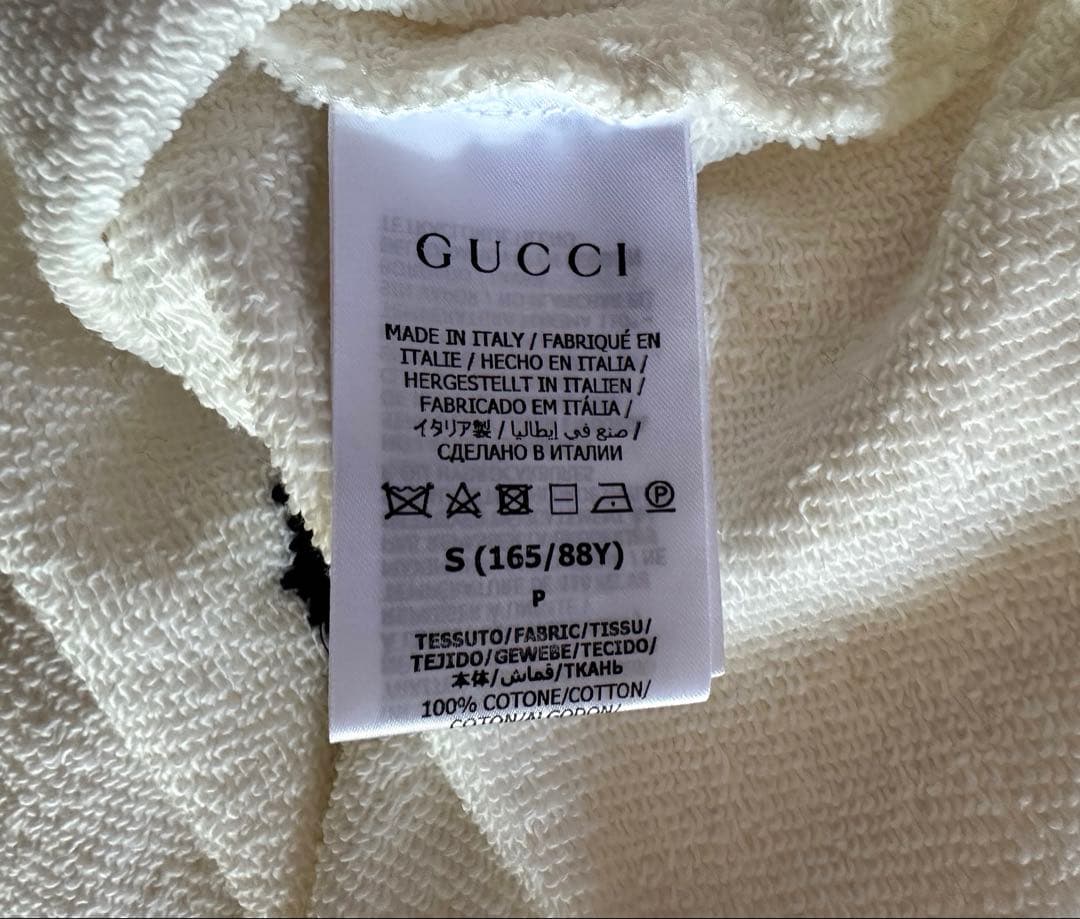 GUCCI
MADE IN ITALY / FABRIQUÉ EN
ITALIE / HECHO EN ITALIA /
HERGESTELLT IN ITALIEN /
FABRICADO EM ITÁLIA /
イタリア製 / صنع في إيطاليا /
СДЕЛАНО В ИТАЛИИ
P
S (165/88Y)
P
TESSUTO/FABRIC/TISSU/
TEJIDO/GEWEBE/TECIDO/
本体/قماش/ТКАНЬ
100% COTONE/COTTON/
COTON/ALGODON/